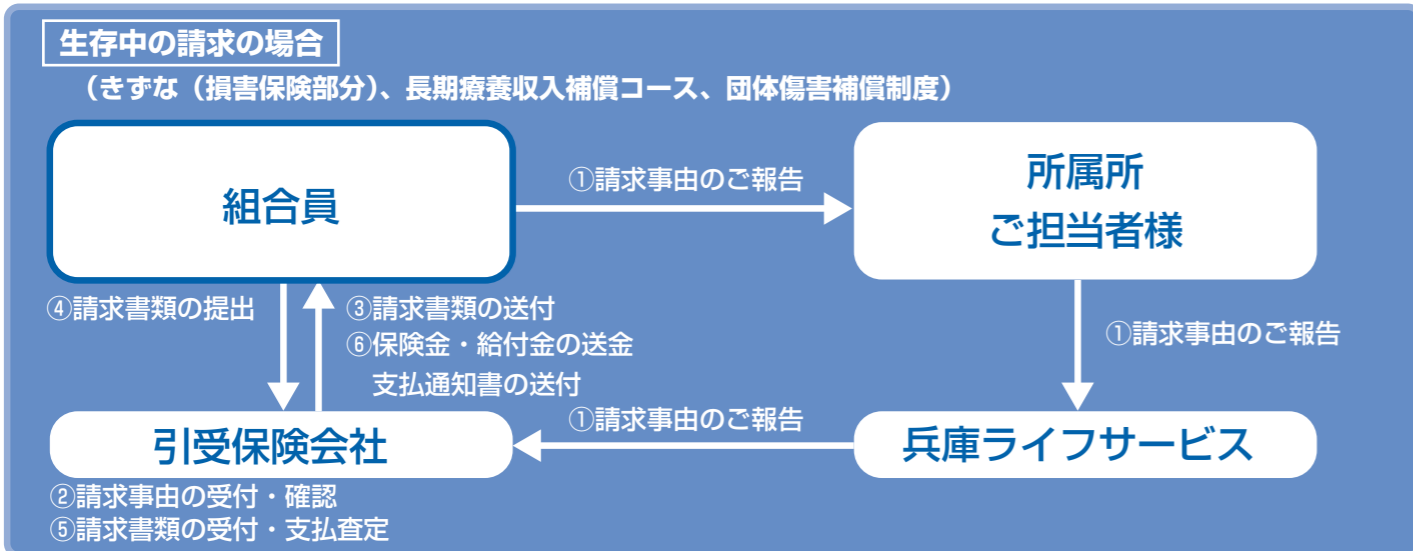 生存中の請求の場合
（きずな（損害保険部分）、長期療養収入補償コース、団体傷害補償制度）
組合員
①請求事由のご報告
所属所
ご担当者様
④請求書類の提出
③請求書類の送付
⑥保険金・給付金の送金
支払通知書の送付
①請求事由のご報告
引受保険会社
①請求事由のご報告
兵庫ライフサービス
②請求事由の受付・確認
⑤請求書類の受付・支払査定